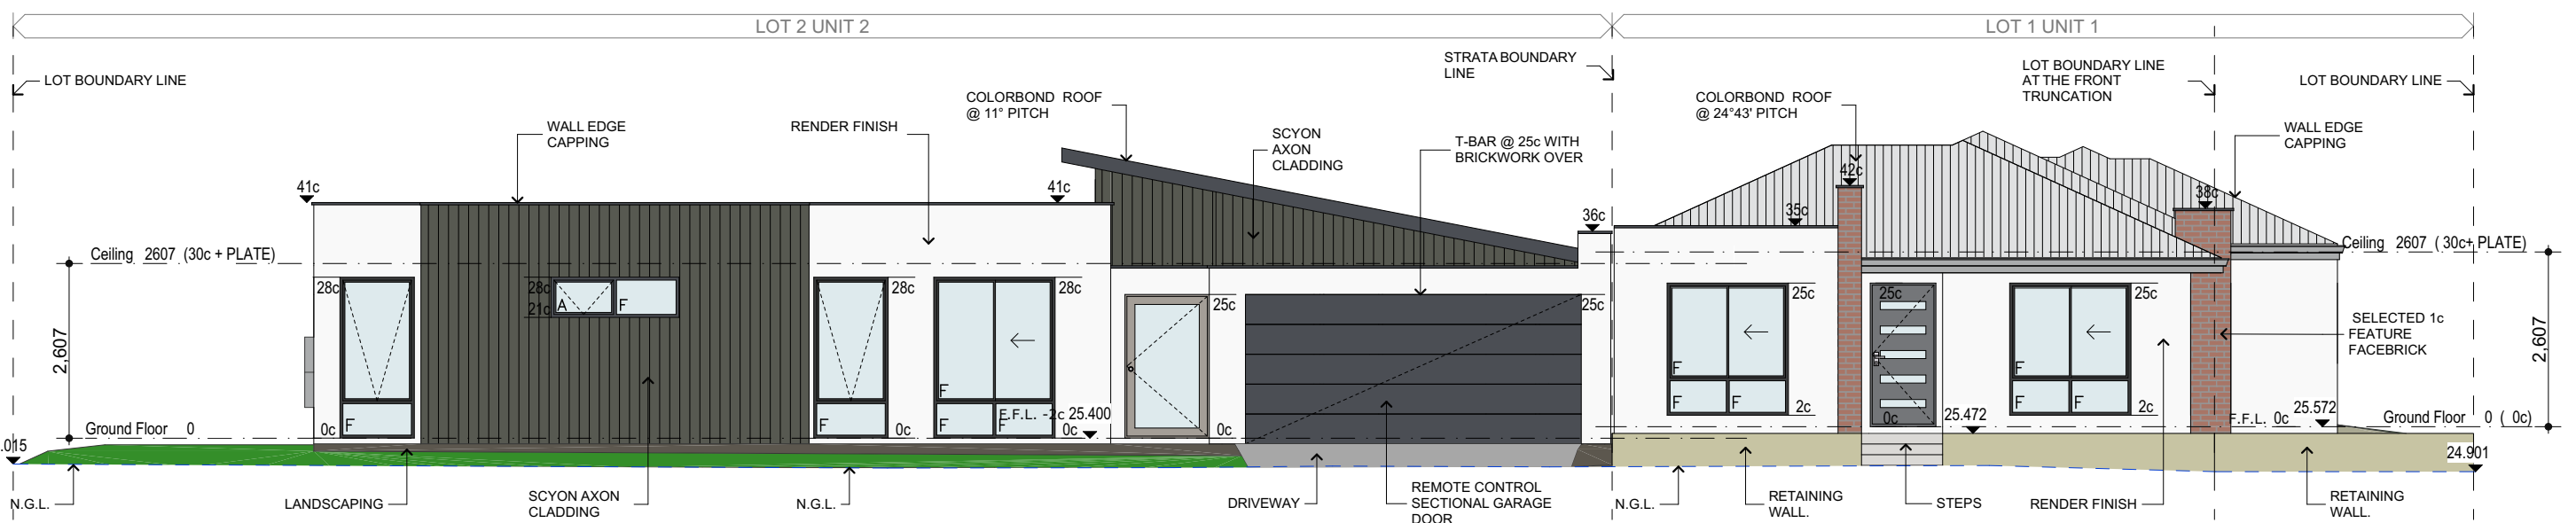 LOT 2 UNIT 2
LOT 1 UNIT 1
LOT BOUNDARY LINE
STRATA BOUNDARY
LINE
LOT BOUNDARY LINE
AT THE FRONT
TRUNCATION
LOT BOUNDARY LINE
COLORBOND ROOF
@ 11° PITCH
COLORBOND ROOF
@ 24°43' PITCH
WALL EDGE
CAPPING
RENDER FINISH
SCYON
AXON
CLADDING
T-BAR @ 25c WITH
BRICKWORK OVER
WALL EDGE
CAPPING
41c
41c
36c
42c
35c
38c
Ceiling 2607 (30c + PLATE)
Ceiling 2607 ( 30c+ PLATE)
28c
28c
21c
A
F
28c
28c
25c
25c
25c
25c
25c
2,607
2,607
SELECTED 1c
FEATURE
FACEBRICK
F
F
F
F
F
F
F
F
F
F
F
2c
2c
Ground Floor 0
0c
0c
F.F.L. -2c 25.400
0c
0c
0c
25.472
F.F.L. 0c 25.572
Ground Floor 0 ( 0c)
.015
24.901
N.G.L.
LANDSCAPING
SCYON AXON
CLADDING
N.G.L.
DRIVEWAY
REMOTE CONTROL
SECTIONAL GARAGE
DOOR
N.G.L.
RETAINING
WALL.
STEPS
RENDER FINISH
RETAINING
WALL.